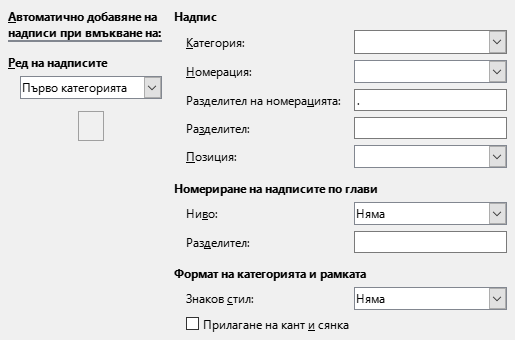 Автоматично добавяне на
надписи при вмъкване на:
Ред на надписите
Първо категорията
Надпис
Категория:
Номерация:
Разделител на номерацията:
.
Разделител:
Позиция:
Номериране на надписите по глави
Ниво:
Няма
Разделител:
Формат на категорията и рамката
Знаков стил:
Няма
Прилагане на кант и сянка